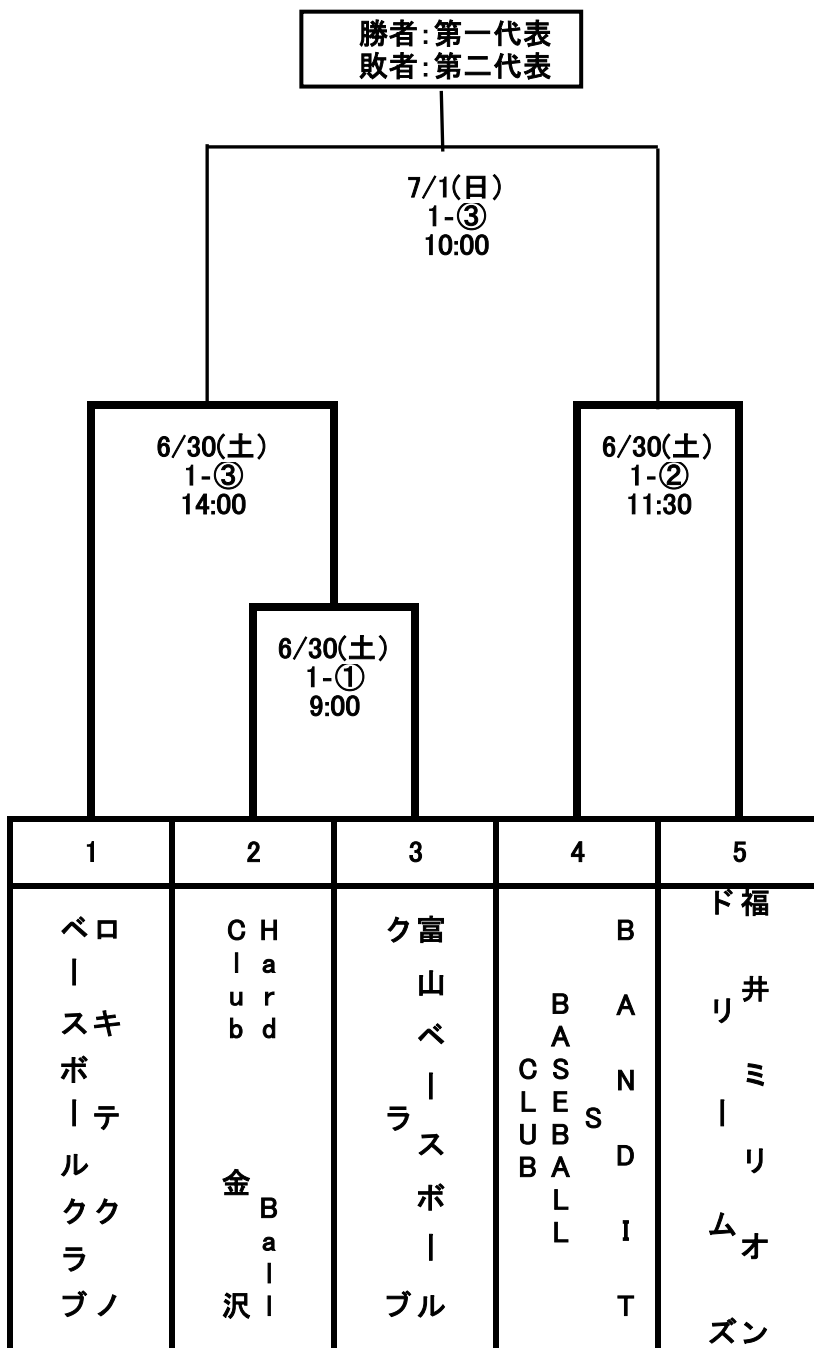 勝者:第一代表
敗者:第二代表
7/1(日)
1-③
10:00
6/30(土)
1-③
14:00
6/30(土)
1-②
11:30
6/30(土)
1-①
9:00
1
2
3
4
5
ロキテクノ
ベースボールクラブ
Hard Ball
Club 金沢
富山ベースボール
クラブ
BANDIT
S
BASEBALL
CLUB
福井ミリオン
ドリームズ